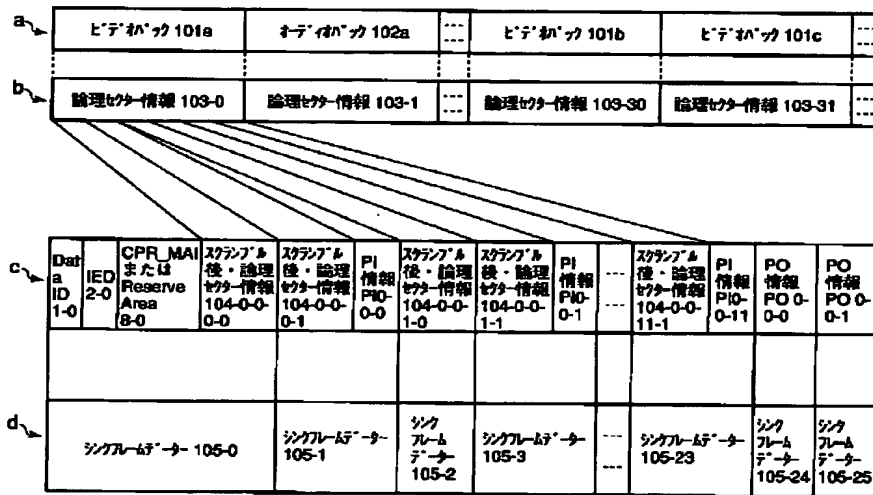 a
ビデオパック 101a
オーディオパック 102a
ビデオパック 101b
ビデオパック 101c
b
論理セクター情報 103-0
論理セクター情報 103-1
論理セクター情報 103-30
論理セクター情報 103-31
c
Dat
a
ID
1-0
IED
2-0
CPR_MAI
または
Reserve
Area
8-0
スクランブル
後・論理
セクター情報
104-0-0-
0-0
スクランブル
後・論理
セクター情報
104-0-0-
0-1
PI
情報
PI0-
0-0
スクランブル
後・論理
セクター情報
104-0-0-
1-0
スクランブル
後・論理
セクター情報
104-0-0-
1-1
PI
情報
PI0-
0-1
スクランブル
後・論理
セクター情報
104-0-0-
11-1
PI
情報
PI0-
0-11
PO
情報
PO 0-
0-0
PO
情報
PO 0-
0-1
d
シンクフレームデーター 105-0
シンクフレームデーター
105-1
シンク
フレーム
データー
105-2
シンクフレームデーター
105-3
シンクフレームデーター
105-23
シンク
フレーム
データー
105-24
シンク
フレーム
データー
105-25